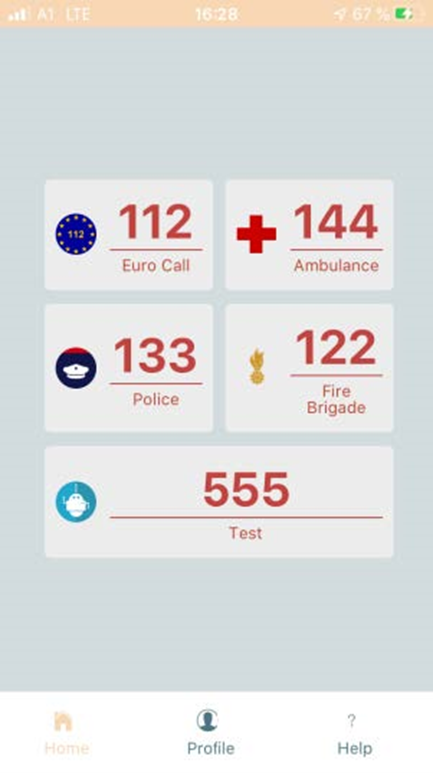 A1 LTE 16:28 67 %
112
112
Euro Call
144
Ambulance
133
Police
122
Fire
Brigade
555
Test
Home
Profile
?
Help